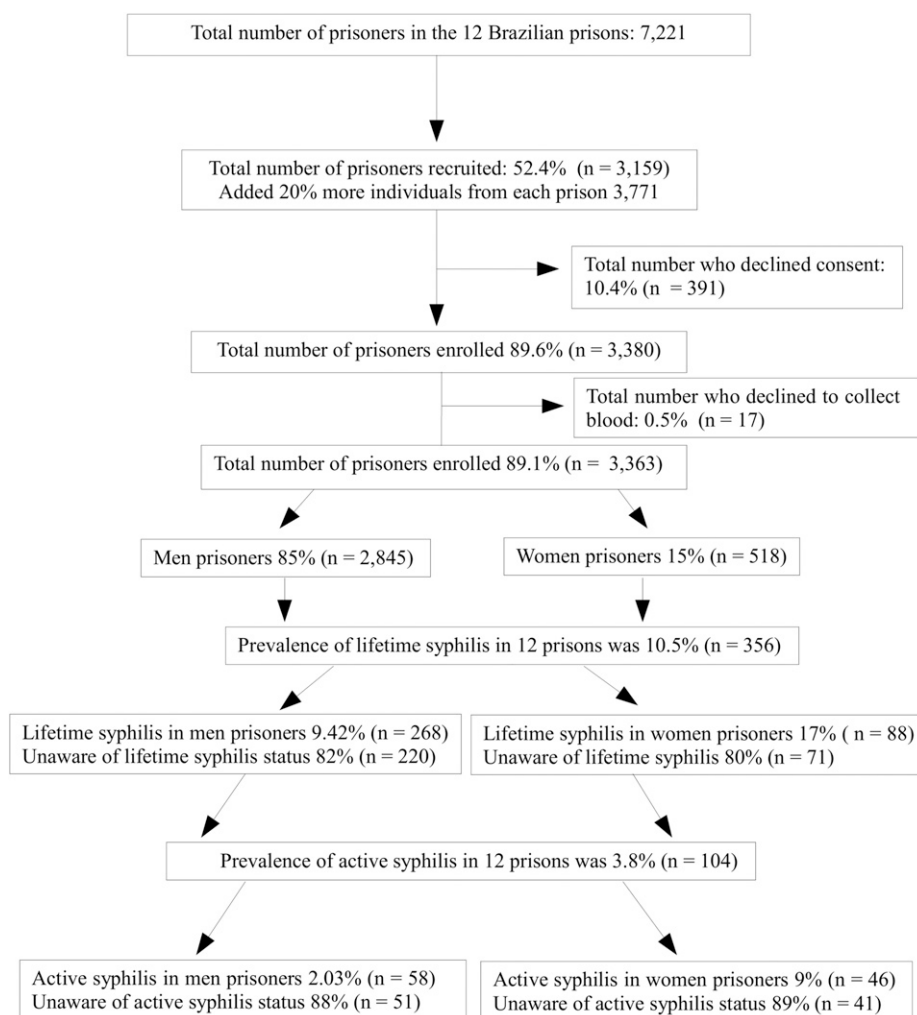 Total number of prisoners in the 12 Brazilian prisons: 7,221
Total number of prisoners recruited: 52.4% (n = 3,159)
Added 20% more individuals from each prison 3,771
Total number who declined consent:
10.4% (n = 391)
Total number of prisoners enrolled 89.6% (n = 3,380)
Total number who declined to collect
blood: 0.5% (n = 17)
Total number of prisoners enrolled 89.1% (n = 3,363)
Men prisoners 85% (n = 2,845)
Women prisoners 15% (n = 518)
Prevalence of lifetime syphilis in 12 prisons was 10.5% (n = 356)
Lifetime syphilis in men prisoners 9.42% (n = 268)
Unaware of lifetime syphilis status 82% (n = 220)
Lifetime syphilis in women prisoners 17% ( n = 88)
Unaware of lifetime syphilis 80% (n = 71)
Prevalence of active syphilis in 12 prisons was 3.8% (n = 104)
Active syphilis in men prisoners 2.03% (n = 58)
Unaware of active syphilis status 88% (n = 51)
Active syphilis in women prisoners 9% (n = 46)
Unaware of active syphilis status 89% (n = 41)